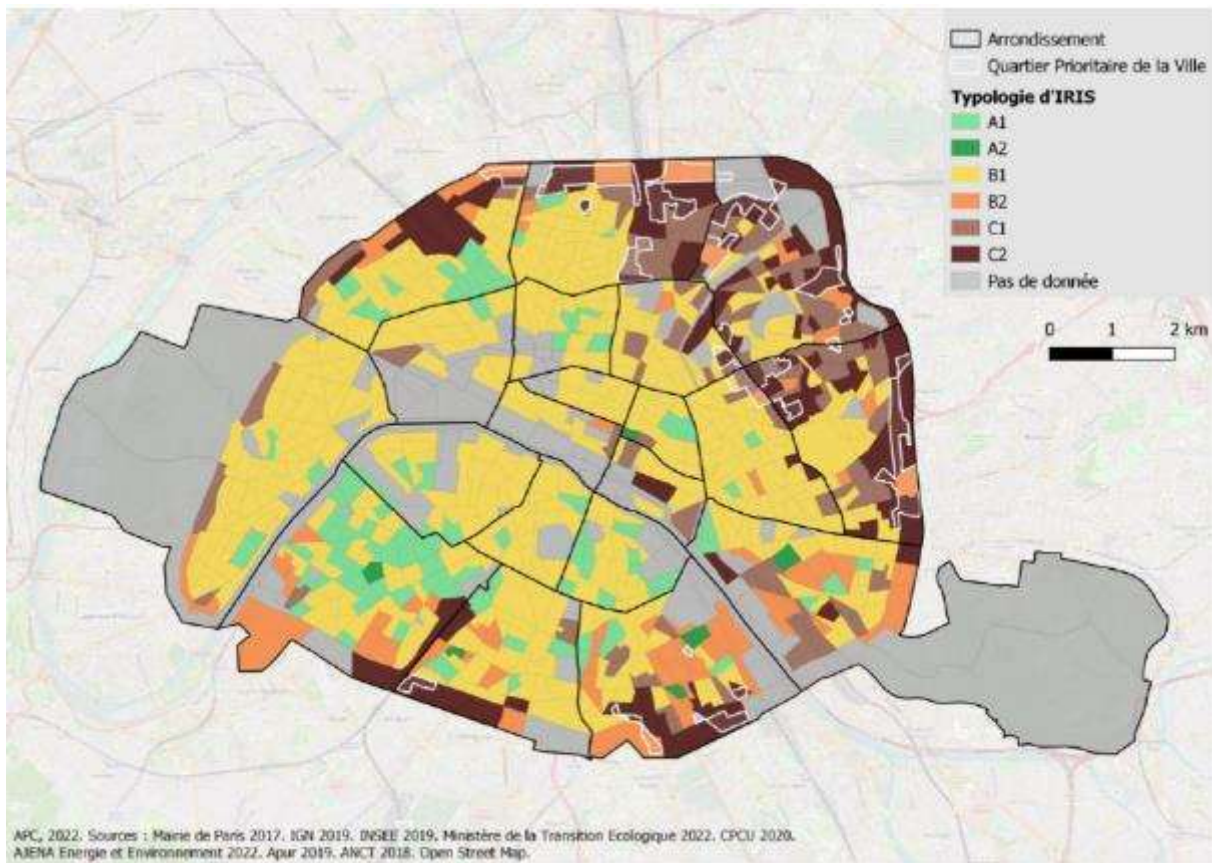 Arrondissement
Quartier Prioritaire de la Ville
Typologie d'IRIS
A1
A2
B1
B2
C1
C2
Pas de donnée
0 1 2 km
APC, 2022. Sources : Mairie de Paris 2017. IGN 2019. INSEE 2019. Ministère de la Transition Ecologique 2022. CPCU 2020.
AJENA Energie et Environnement 2022. Apur 2019. ANCT 2018. Open Street Map.